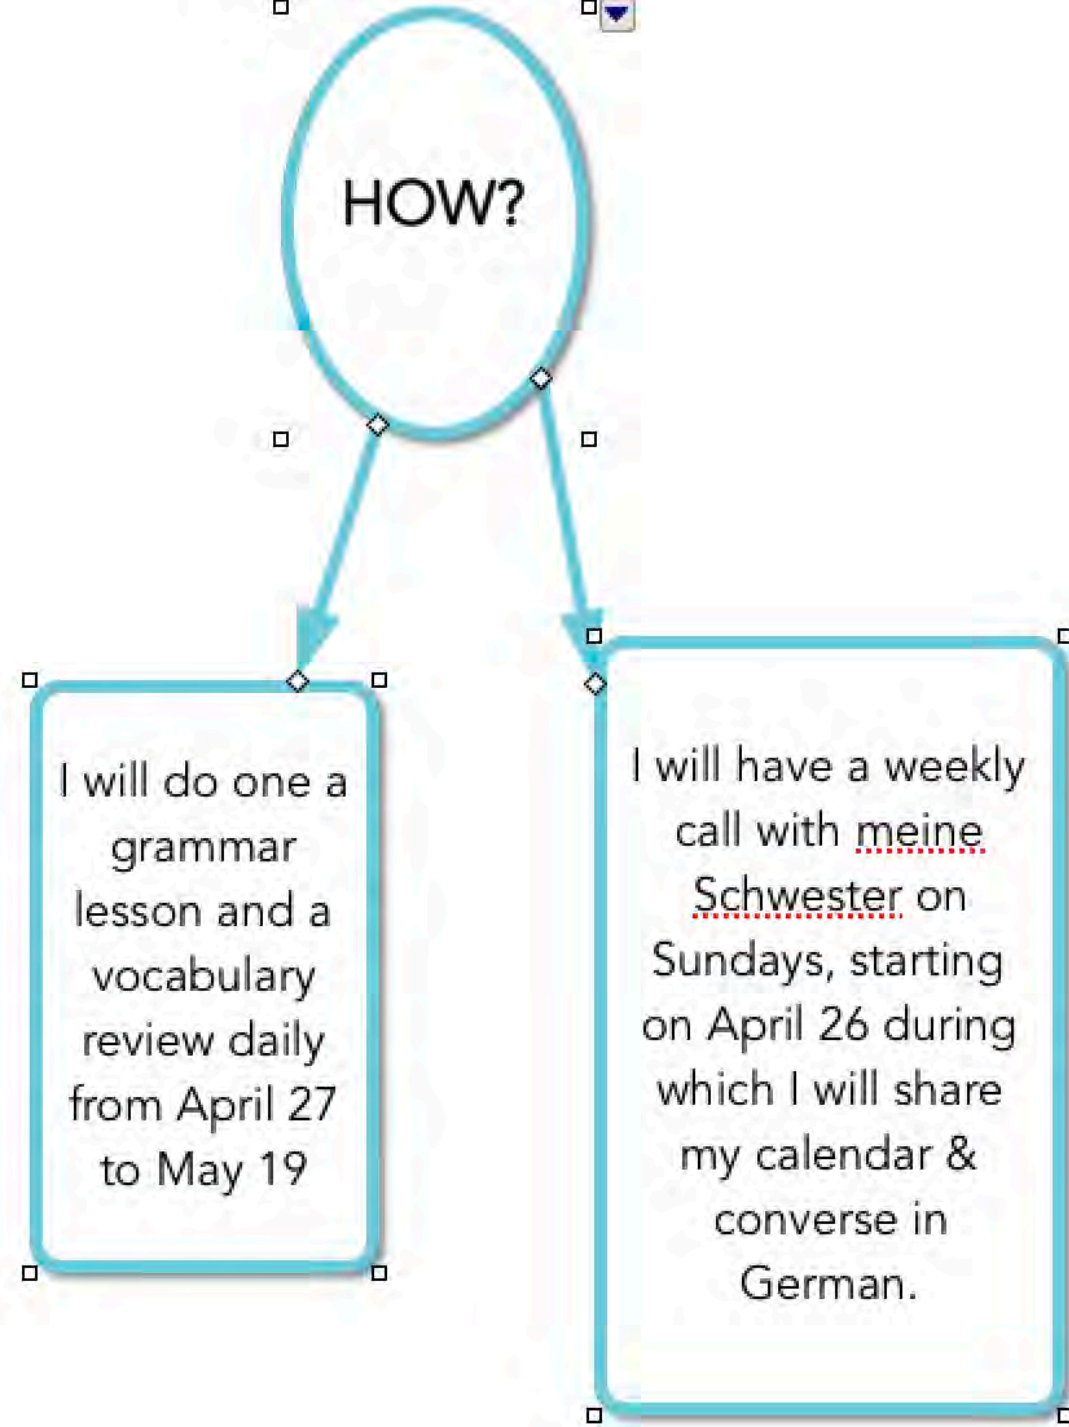 HOW?
I will do one a
grammar
lesson and a
vocabulary
review daily
from April 27
to May 19
I will have a weekly
call with meine
Schwester on
Sundays, starting
on April 26 during
which I will share
my calendar &
converse in
German.